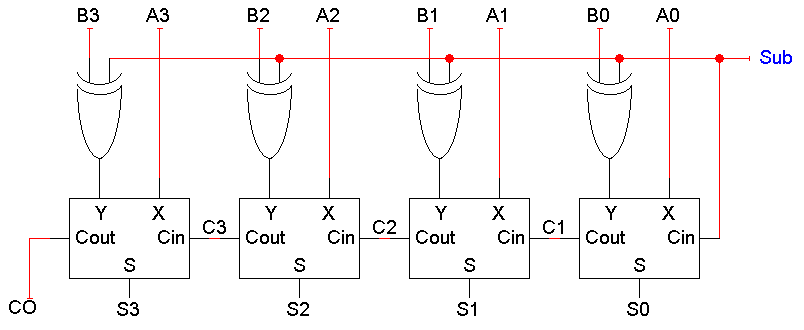 B3 A3 B2 A2 B1 A1 B0 A0
Sub
Y X Y X Y X Y X
C3 C2 C1
Cout Cin Cout Cin Cout Cin Cout Cin
S S S S
CO S3 S2 S1 S0